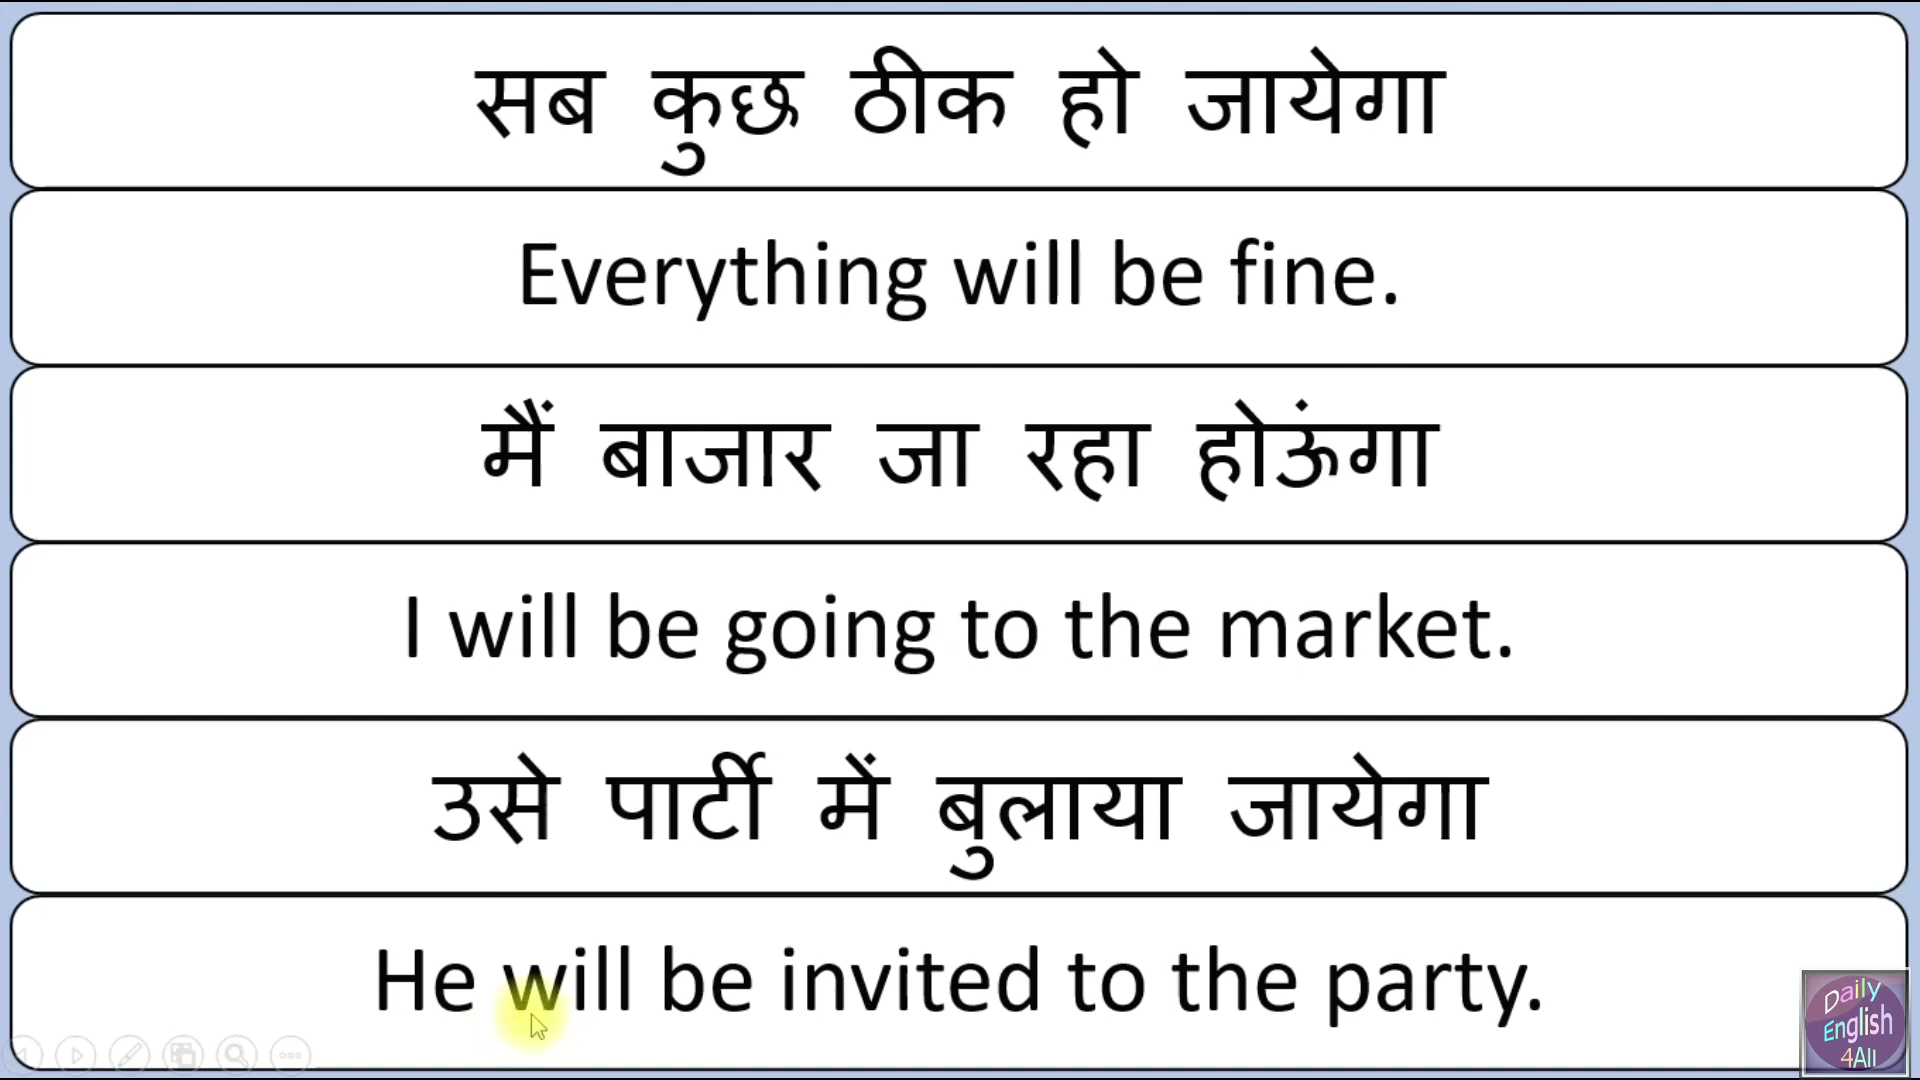 सब कुछ ठीक हो जायेगा
Everything will be fine.
मैं बाजार जा रहा होऊंगा
I will be going to the market.
उसे पार्टी में बुलाया जायेगा
He will be invited to the party.
Daily
English
4All